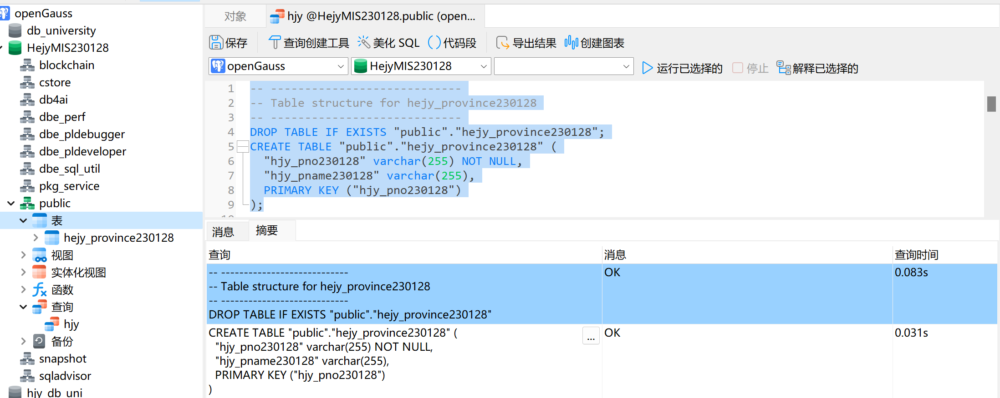 openGauss
db_university
HejyMIS230128
blockchain
cstore
db4ai
dbe_perf
dbe_pldebugger
dbe_pldeveloper
dbe_sql_util
pkg_service
public
表
hejy_province230128
视图
实体化视图
函数
查询
hjy
备份
snapshot
sqladvisor
hjy_db_uni
对象
hjy @HejyMIS230128.public (open...
保存 查询创建工具 美化 SQL 代码段 导出结果 创建图表
openGauss HejyMIS230128 运行已选择的 停止 解释已选择的
1 -- ----------------------------
2 -- Table structure for hejy_province230128
3 -- ----------------------------
4 DROP TABLE IF EXISTS "public"."hejy_province230128";
5 CREATE TABLE "public"."hejy_province230128" (
6 "hjy_pno230128" varchar(255) NOT NULL,
7 "hjy_pname230128" varchar(255),
8 PRIMARY KEY ("hjy_pno230128")
9 );
10
消息 摘要
查询 消息 查询时间
-- ---------------------------- OK 0.083s
-- Table structure for hejy_province230128
-- ----------------------------
DROP TABLE IF EXISTS "public"."hejy_province230128"
CREATE TABLE "public"."hejy_province230128" ( ... OK 0.031s
"hjy_pno230128" varchar(255) NOT NULL,
"hjy_pname230128" varchar(255),
PRIMARY KEY ("hjy_pno230128")
)